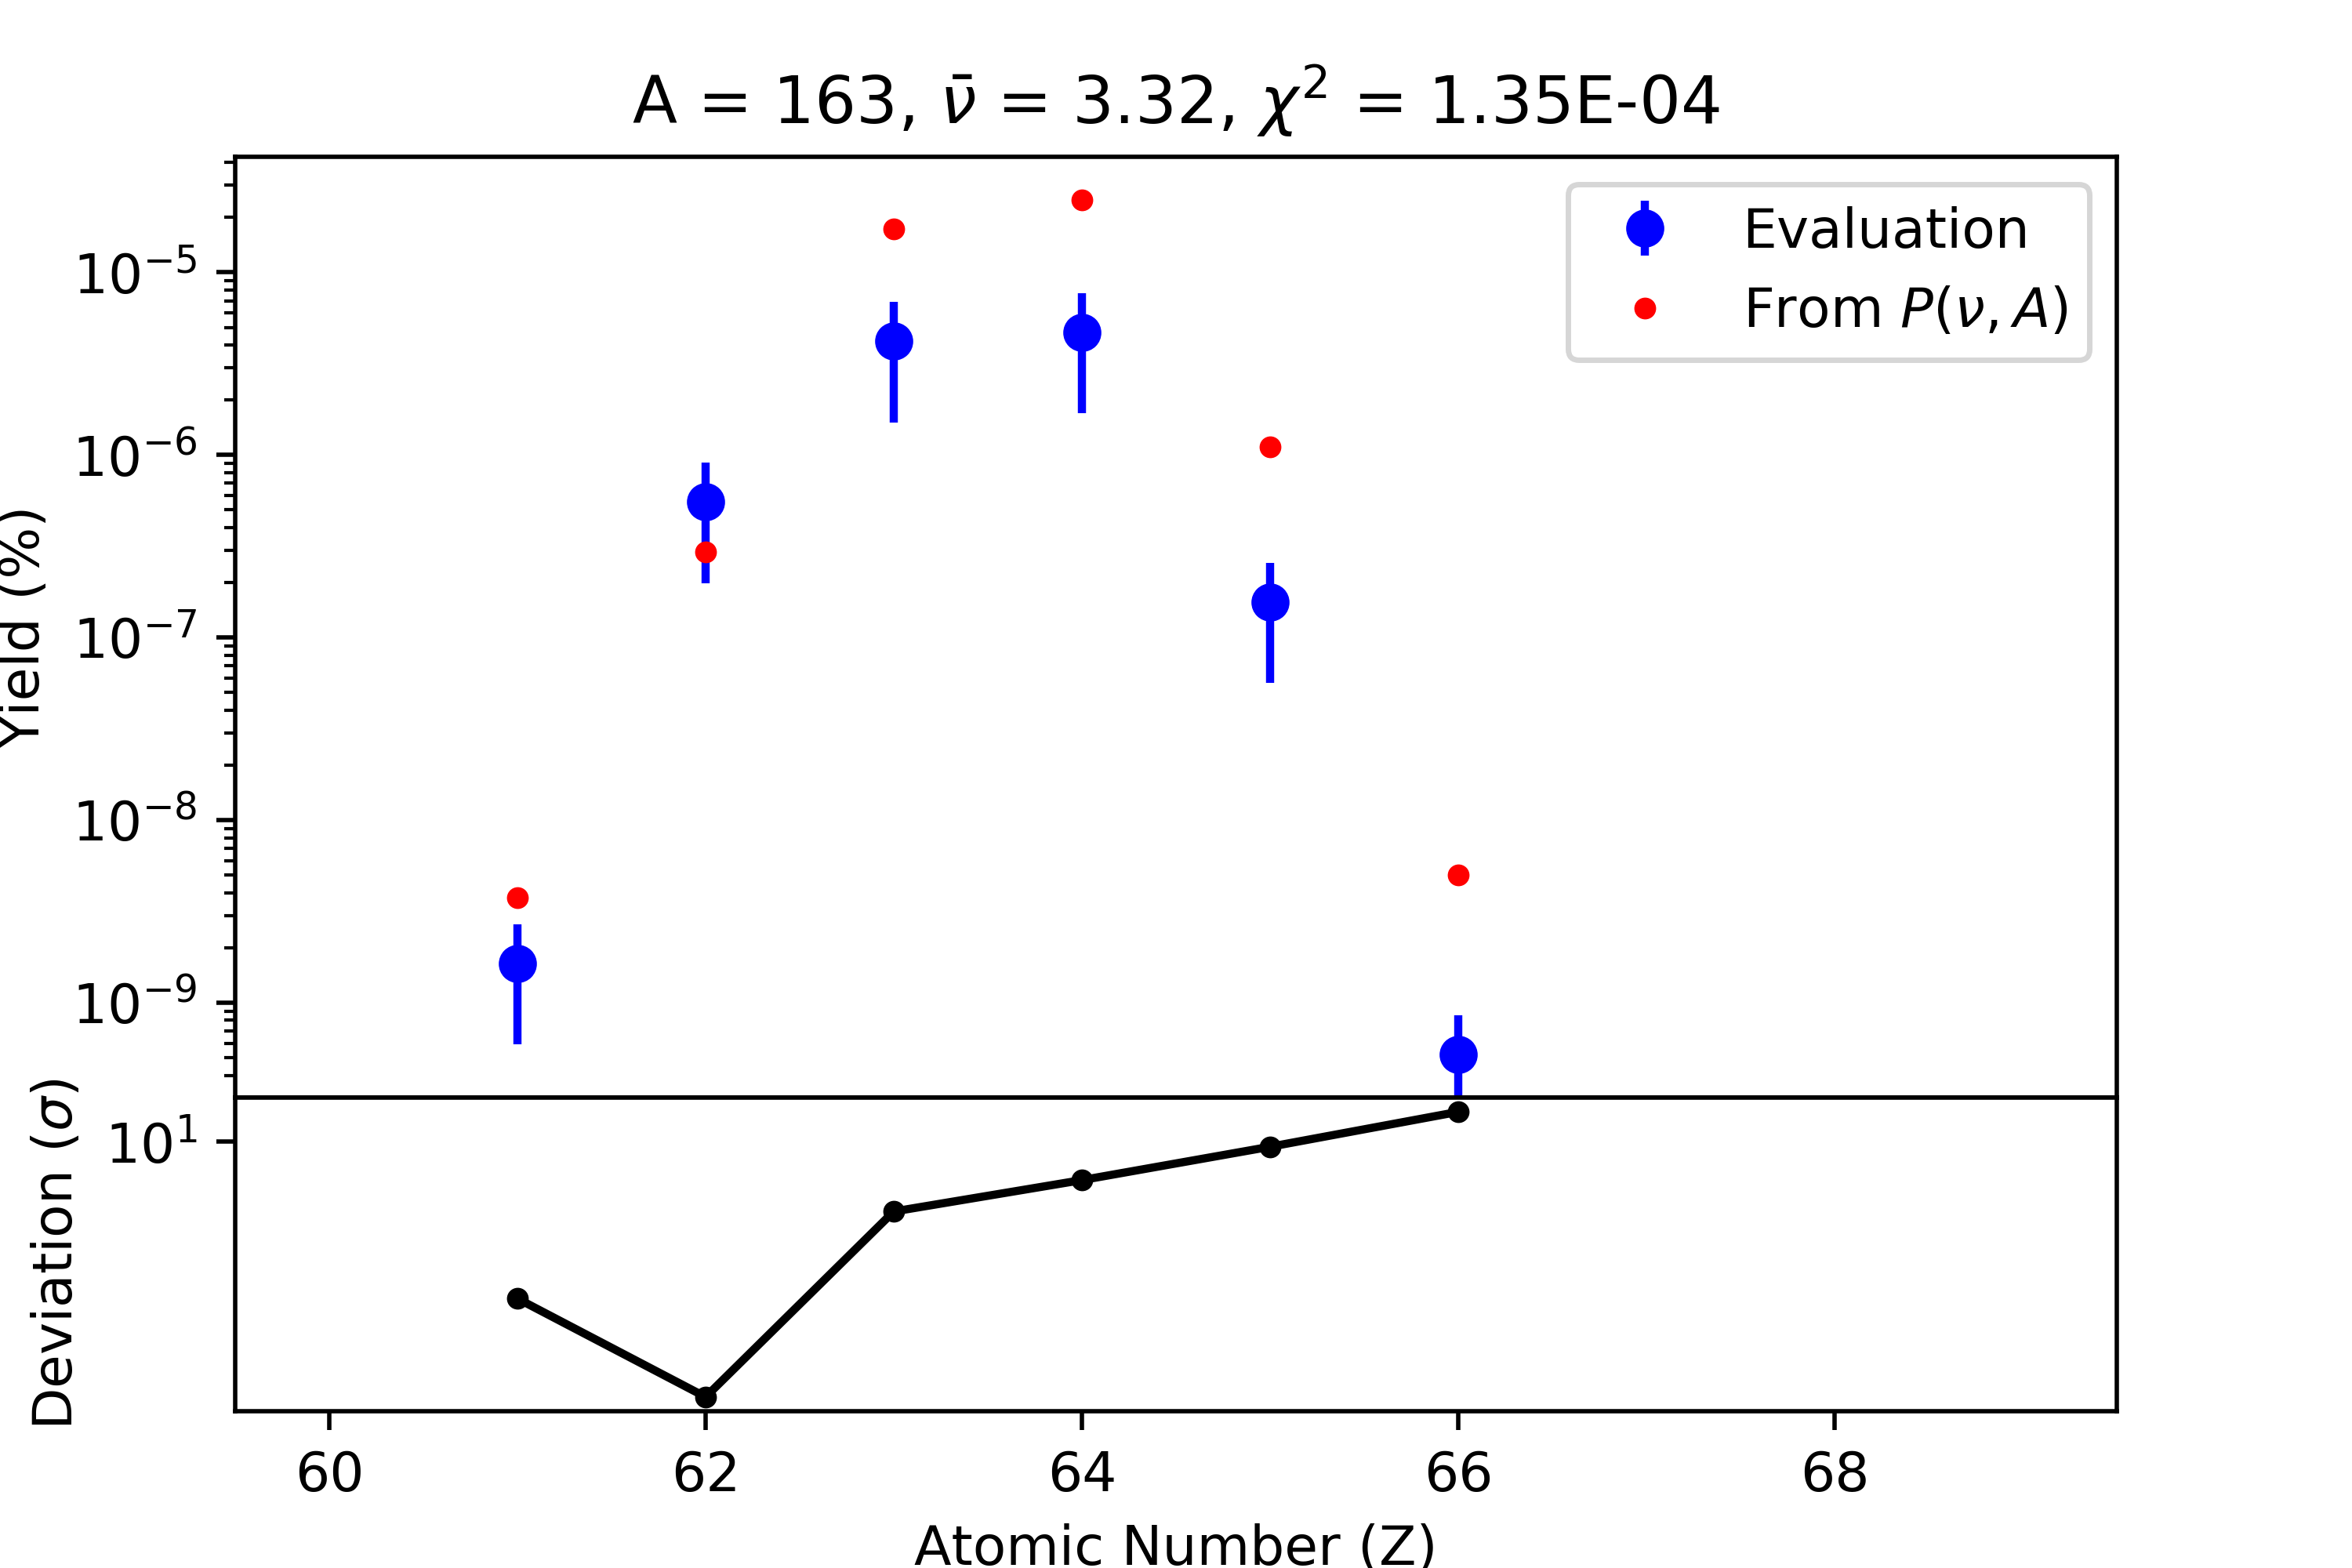 A = 163, ν̄ = 3.32, χ² = 1.35E-04
Evaluation
From P(ν, A)
Yield (%)
10⁻⁵
10⁻⁶
10⁻⁷
10⁻⁸
10⁻⁹
Deviation (σ)
10¹
60 62 64 66 68
Atomic Number (Z)